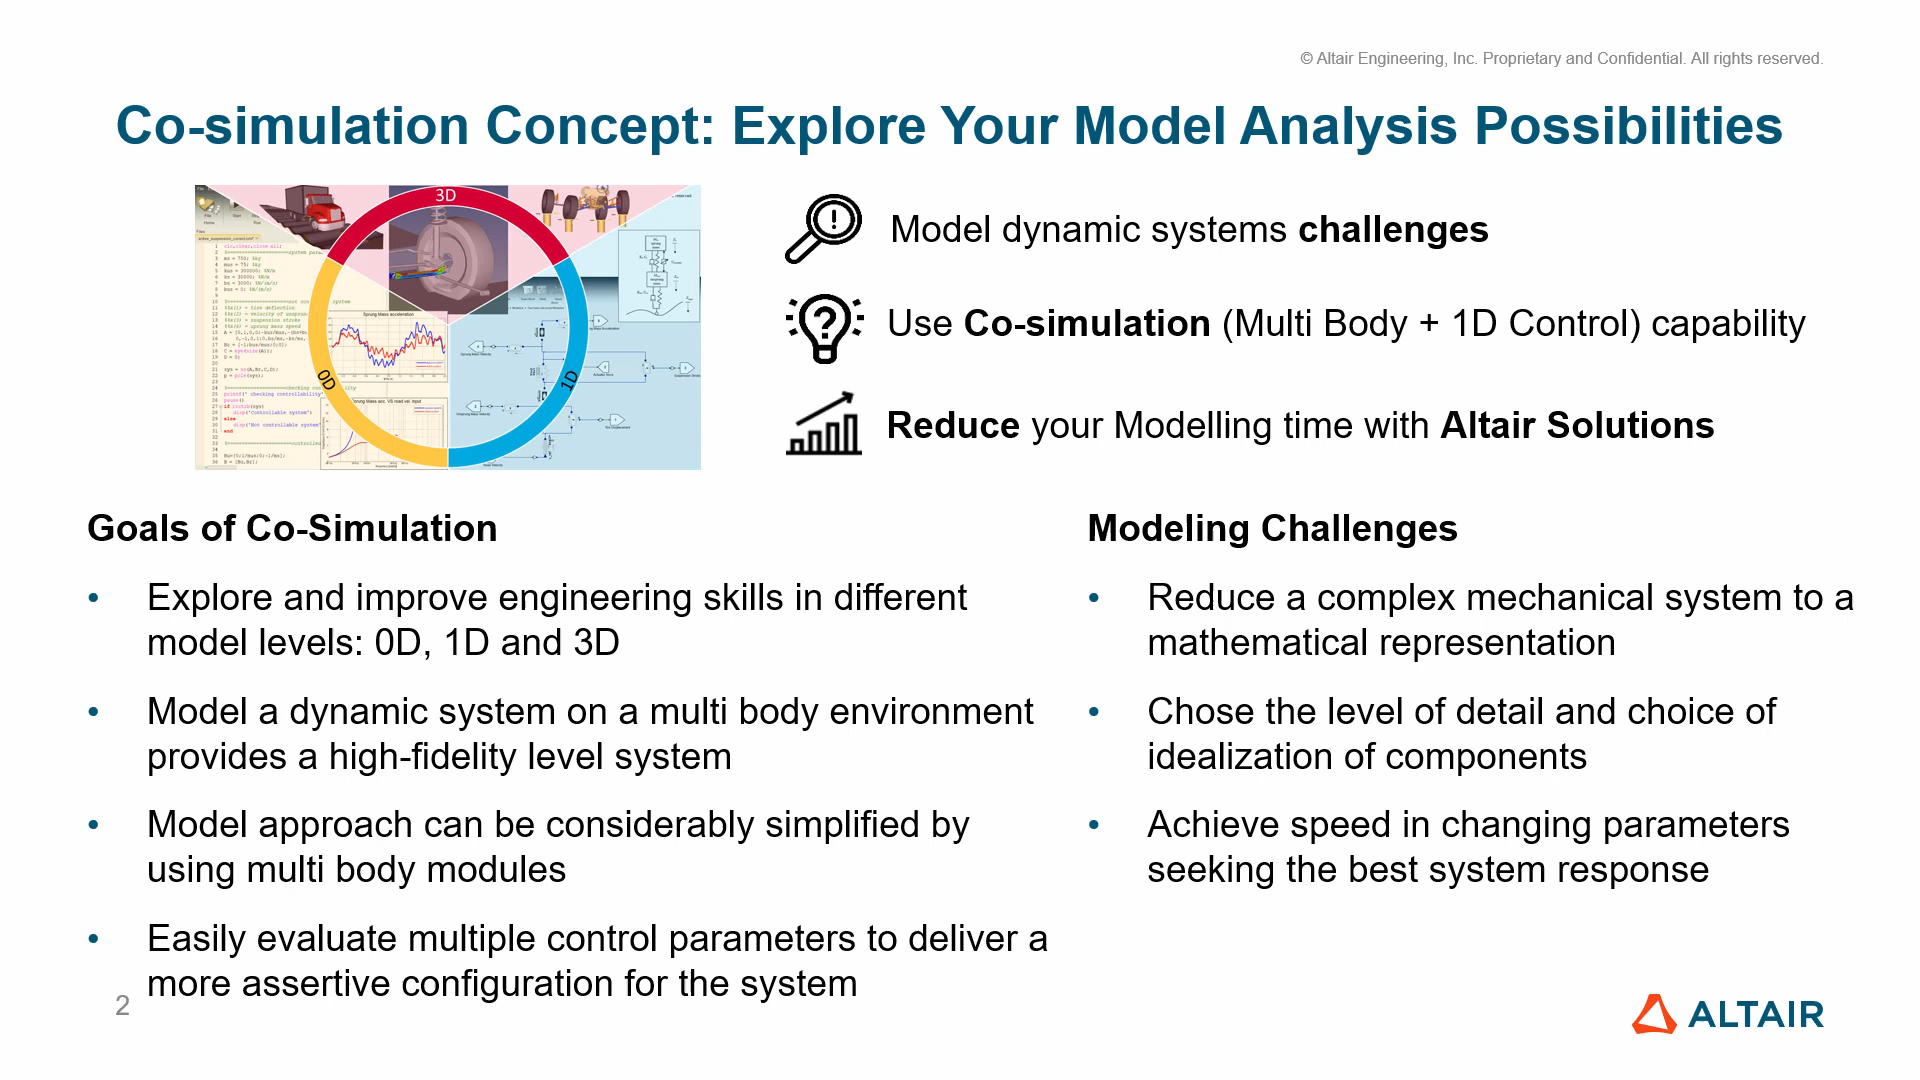 © Altair Engineering, Inc. Proprietary and Confidential. All rights reserved.
Co-simulation Concept: Explore Your Model Analysis Possibilities
3D
0D
1D
Sprung Mass acceleration
Model dynamic systems challenges
Use Co-simulation (Multi Body + 1D Control) capability
Reduce your Modelling time with Altair Solutions
Goals of Co-Simulation
• Explore and improve engineering skills in different
model levels: 0D, 1D and 3D
• Model a dynamic system on a multi body environment
provides a high-fidelity level system
• Model approach can be considerably simplified by
using multi body modules
• Easily evaluate multiple control parameters to deliver a
more assertive configuration for the system
Modeling Challenges
• Reduce a complex mechanical system to a
mathematical representation
• Chose the level of detail and choice of
idealization of components
• Achieve speed in changing parameters
seeking the best system response
2
ALTAIR